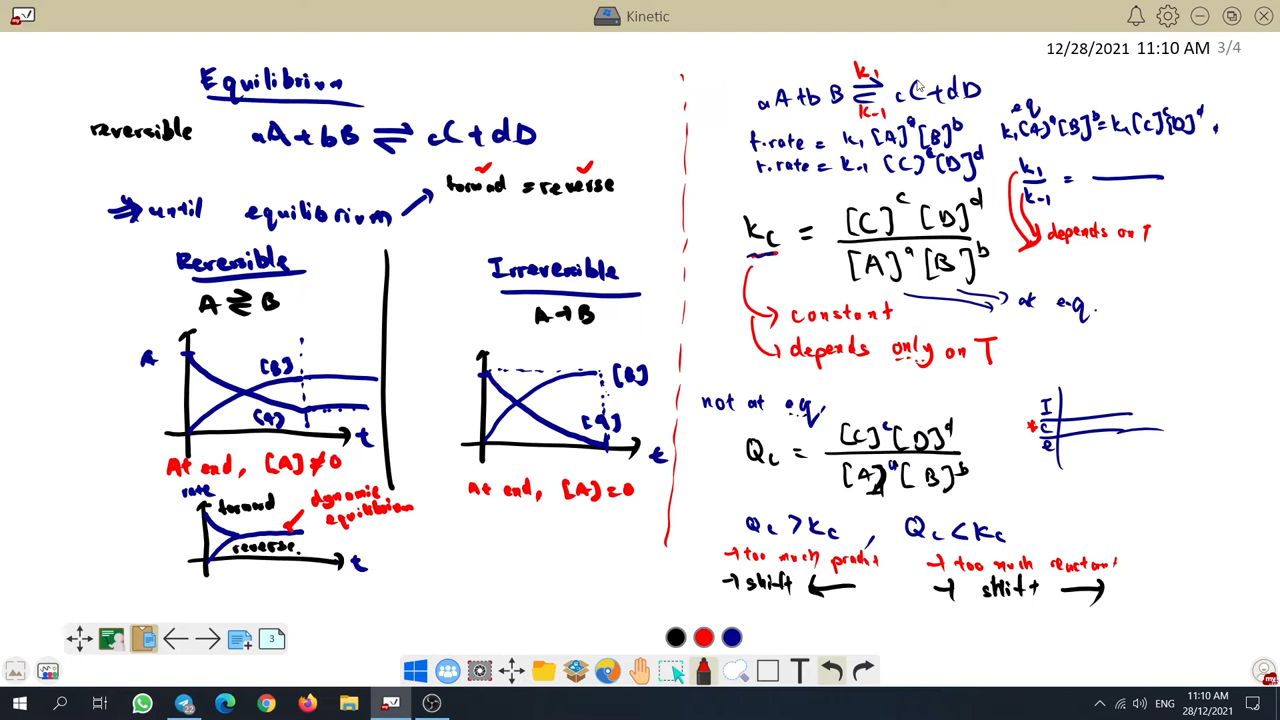 Kinetic
12/28/2021 11:10 AM 3/4
Equilibrium
reversible aA + bB ⇌ cC + dD
forward = reverse
⇒ until equilibrium
Reversible
A ⇌ B
A
[B]
[A]
t
At end, [A] ≠ 0
rate
forward
reverse.
dynamic
equilibrium
t
Irreversible
A → B
[B]
[A]
t
At end, [A] = 0
k1
aA + bB ⇌ cC + dD
k-1
f.rate = k1 [A]^a [B]^b
r.rate = k-1 [C]^c [D]^d
eq
k1[A]^a[B]^b = k1[C]^c[D]^d
k1
k-1 =
depends on T
kc = [C]^c [D]^d
[A]^a [B]^b
→ at eq.
→ constant
→ depends only on T
not at eq
Qc = [C]^c [D]^d
[A]^a [B]^b
I
* c
e
Qc > kc , Qc < kc
→ too much product
→ shift ←
→ too much reactant
→ shift →
3
T
11:10 AM
ENG
28/12/2021